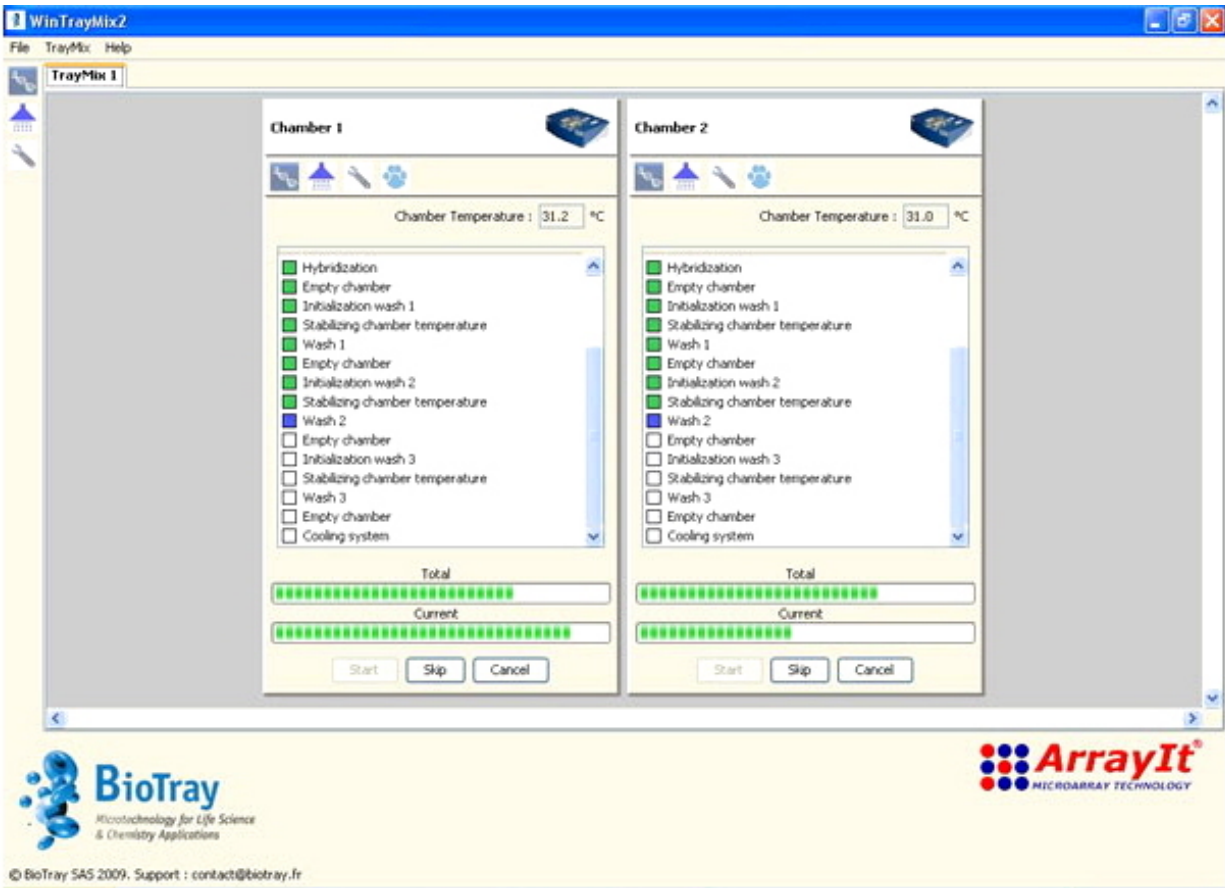 WinTrayMix2
File TrayMix Help
TrayMix 1
Chamber 1
Chamber Temperature : 31.2 °C
Hybridization
Empty chamber
Initialization wash 1
Stabilizing chamber temperature
Wash 1
Empty chamber
Initialization wash 2
Stabilizing chamber temperature
Wash 2
Empty chamber
Initialization wash 3
Stabilizing chamber temperature
Wash 3
Empty chamber
Cooling system
Total
Current
Start Skip Cancel
Chamber 2
Chamber Temperature : 31.0 °C
Hybridization
Empty chamber
Initialization wash 1
Stabilizing chamber temperature
Wash 1
Empty chamber
Initialization wash 2
Stabilizing chamber temperature
Wash 2
Empty chamber
Initialization wash 3
Stabilizing chamber temperature
Wash 3
Empty chamber
Cooling system
Total
Current
Start Skip Cancel
BioTray
Microtechnology for Life Science
& Chemistry Applications
ArrayIt®
MICROARRAY TECHNOLOGY
© BioTray SAS 2009. Support : contact@biotray.fr